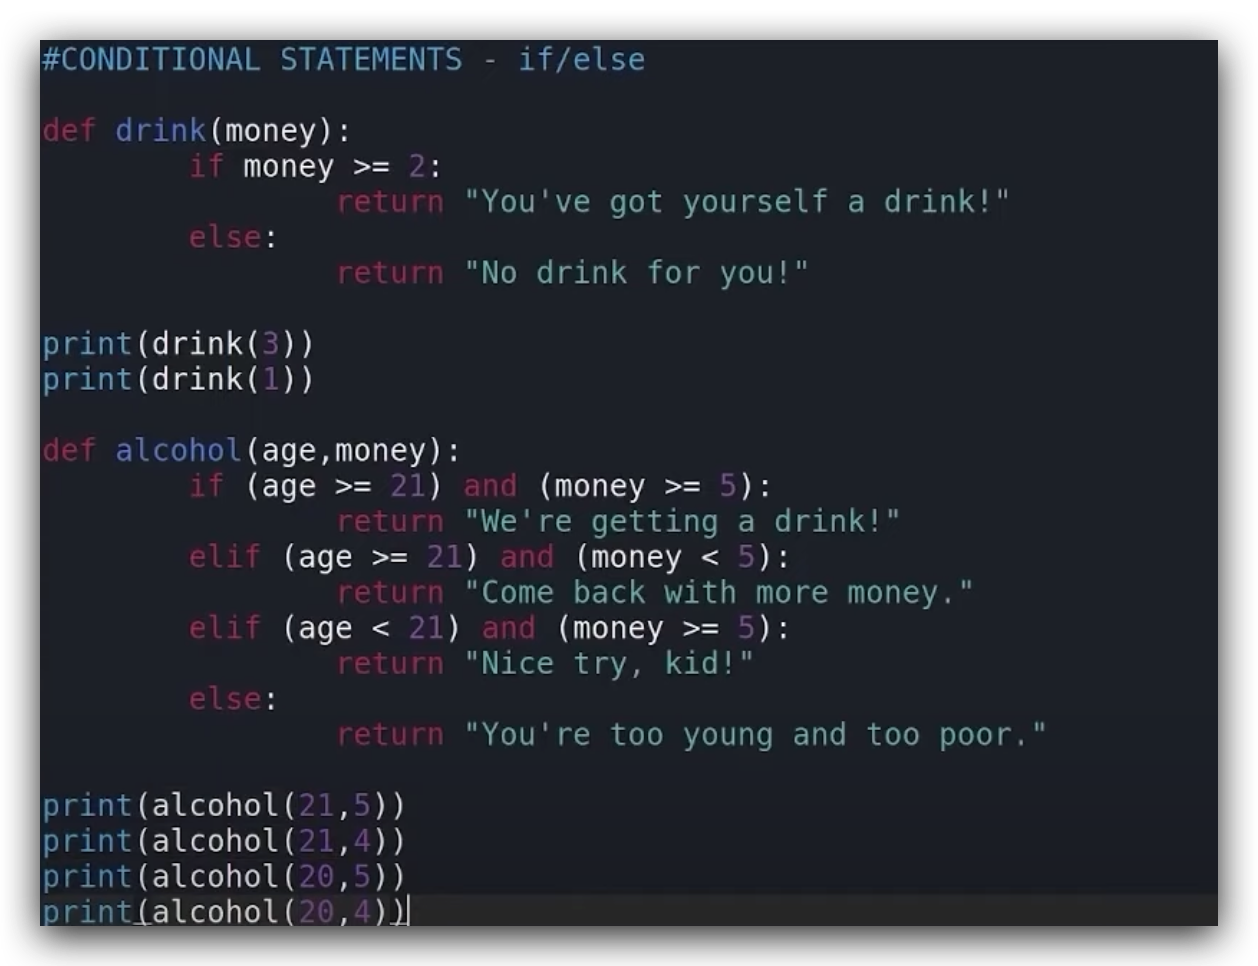 #CONDITIONAL STATEMENTS - if/else

def drink(money):
        if money >= 2:
                return "You've got yourself a drink!"
        else:
                return "No drink for you!"

print(drink(3))
print(drink(1))

def alcohol(age,money):
        if (age >= 21) and (money >= 5):
                return "We're getting a drink!"
        elif (age >= 21) and (money < 5):
                return "Come back with more money."
        elif (age < 21) and (money >= 5):
                return "Nice try, kid!"
        else:
                return "You're too young and too poor."

print(alcohol(21,5))
print(alcohol(21,4))
print(alcohol(20,5))
print(alcohol(20,4))